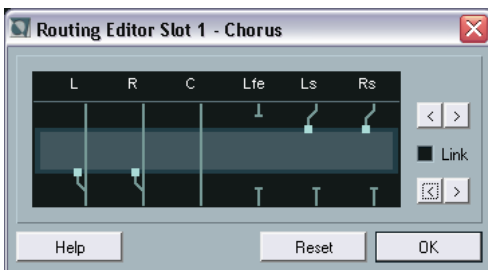 Routing Editor Slot 1 - Chorus
L R C Lfe Ls Rs
< >
Link
< >
Help Reset OK